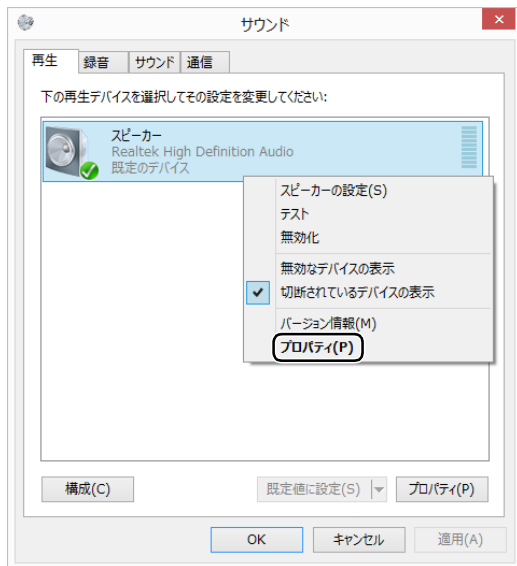 サウンド
再生
録音
サウンド
通信
下の再生デバイスを選択してその設定を変更してください:
スピーカー
Realtek High Definition Audio
既定のデバイス
スピーカーの設定(S)
テスト
無効化
無効なデバイスの表示
切断されているデバイスの表示
バージョン情報(M)
プロパティ(P)
構成(C)
既定値に設定(S)
プロパティ(P)
OK
キャンセル
適用(A)